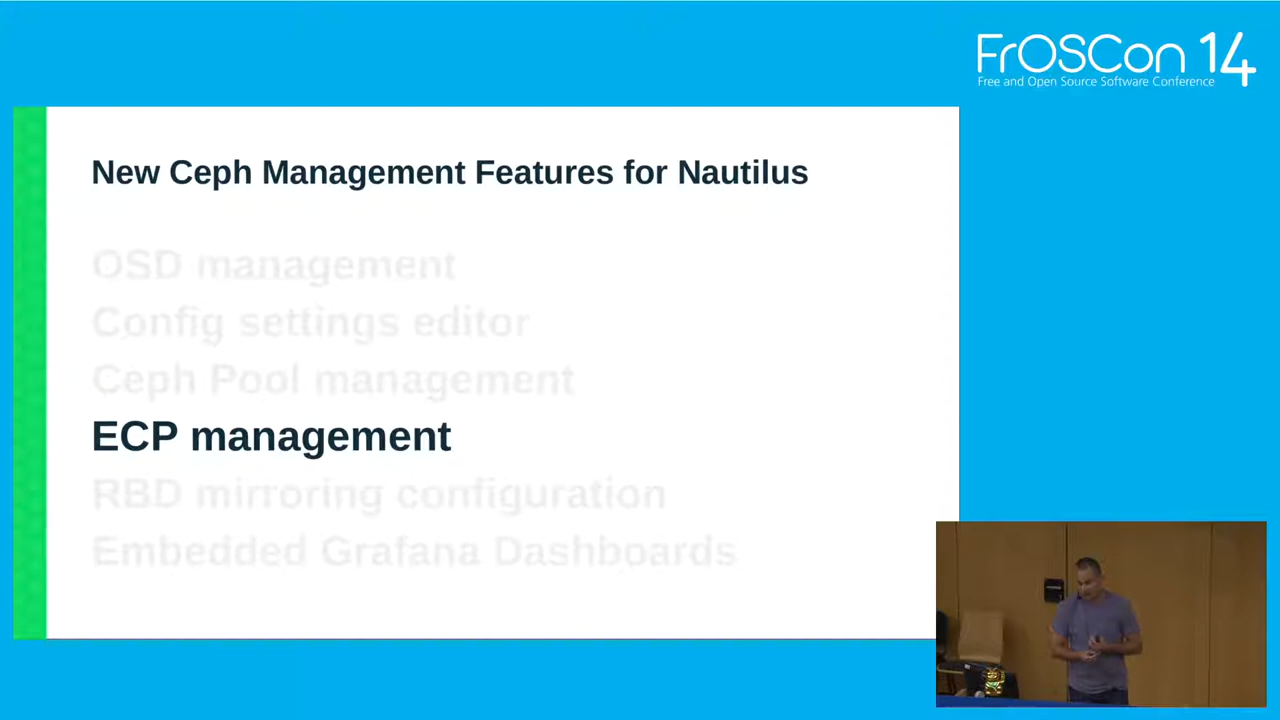 FrOSCon 14
Free and Open Source Software Conference
New Ceph Management Features for Nautilus
OSD management
Config settings editor
Ceph Pool management
ECP management
RBD mirroring configuration
Embedded Grafana Dashboards